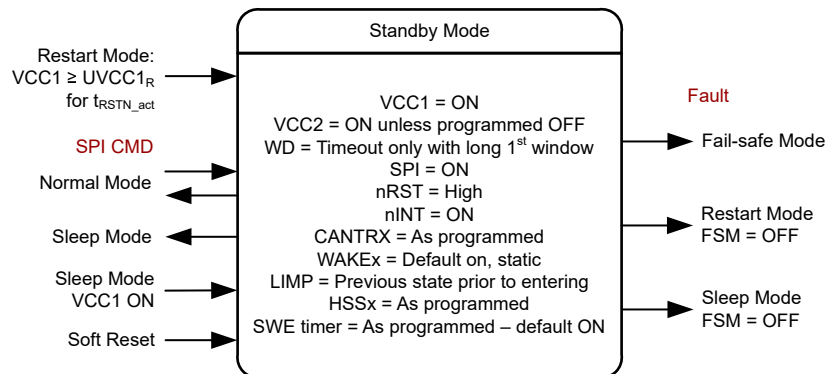 Standby Mode
Restart Mode:
VCC1 ≥ UVCC1R
for tRSTN_act
SPI CMD
Normal Mode
Sleep Mode
Sleep Mode
VCC1 ON
Soft Reset
VCC1 = ON
VCC2 = ON unless programmed OFF
WD = Timeout only with long 1st window
SPI = ON
nRST = High
nINT = ON
CANTRX = As programmed
WAKEx = Default on, static
LIMP = Previous state prior to entering
HSSx = As programmed
SWE timer = As programmed – default ON
Fault
Fail-safe Mode
Restart Mode
FSM = OFF
Sleep Mode
FSM = OFF